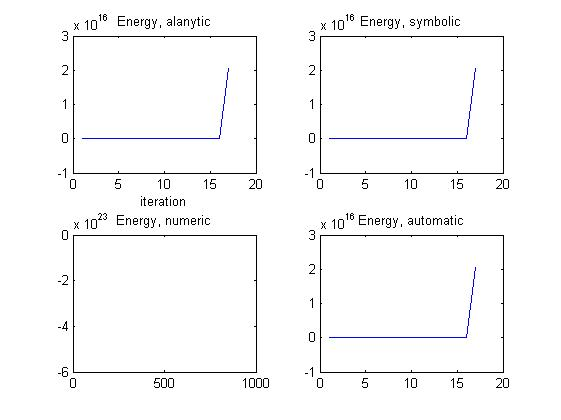 x 10^16 Energy, alanytic
3
2
1
0
-1
0 5 10 15 20
iteration
x 10^16 Energy, symbolic
3
2
1
0
-1
0 5 10 15 20
x 10^23 Energy, numeric
0
-2
-4
-6
0 500 1000
x 10^16 Energy, automatic
3
2
1
0
-1
0 5 10 15 20